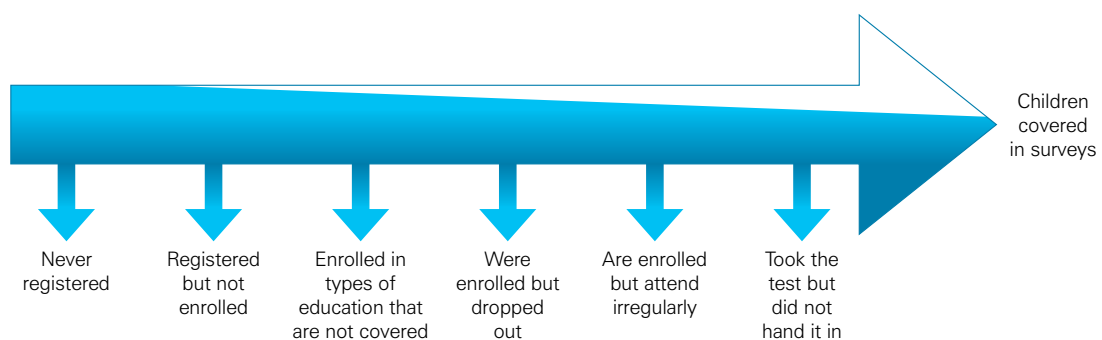 Children
covered
in surveys
Never
registered
Registered
but not
enrolled
Enrolled in
types of
education that
are not covered
Were
enrolled but
dropped
out
Are enrolled
but attend
irregularly
Took the
test but
did not
hand it in